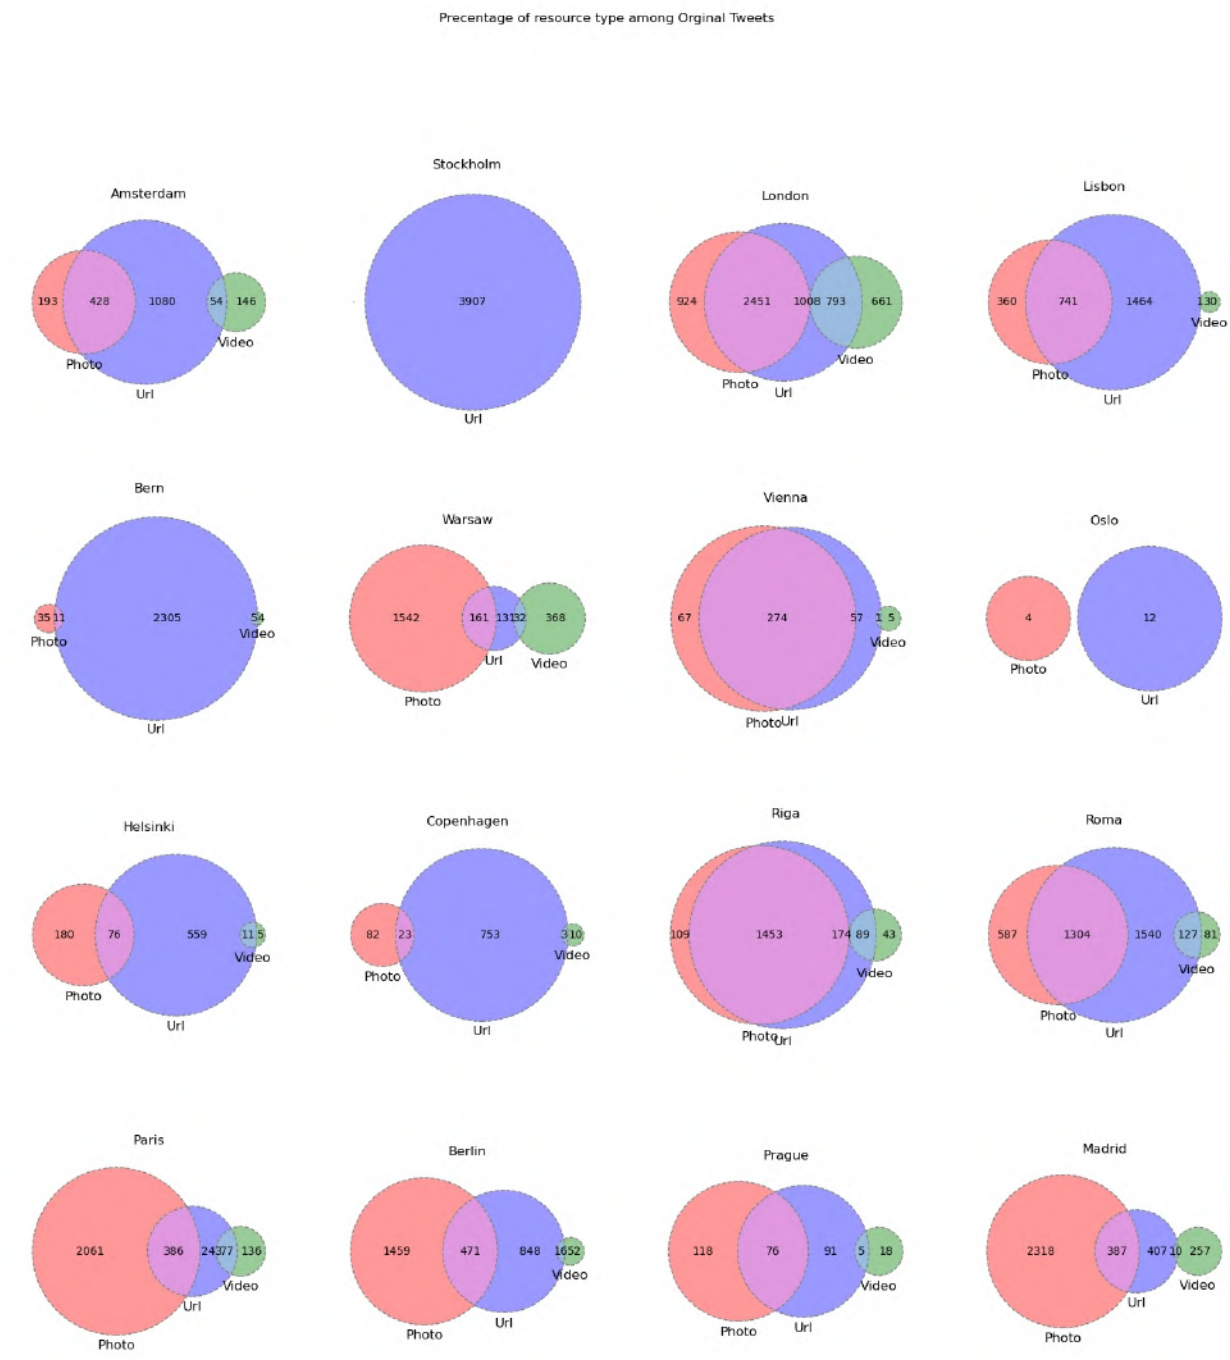 Precentage of resource type among Orginal Tweets
Amsterdam
193 428 1080 54 146
Photo Url Video
Stockholm
3907
Url
London
924 2451 1008 793 661
Photo Url Video
Lisbon
360 741 1464 1 30
Photo Url Video
Bern
35 11 2305 5 4
Photo Url Video
Warsaw
1542 161 131 32 368
Photo Url Video
Vienna
67 274 57 1 5
Photo Url Video
Oslo
4 12
Photo Url
Helsinki
180 76 559 11 5
Photo Url Video
Copenhagen
82 23 753 3 10
Photo Url Video
Riga
109 1453 174 89 43
Photo Url Video
Roma
587 1304 1540 127 81
Photo Url Video
Paris
2061 386 243 77 136
Photo Url Video
Berlin
1459 471 848 16 52
Photo Url Video
Prague
118 76 91 5 18
Photo Url Video
Madrid
2318 387 407 10 257
Photo Url Video